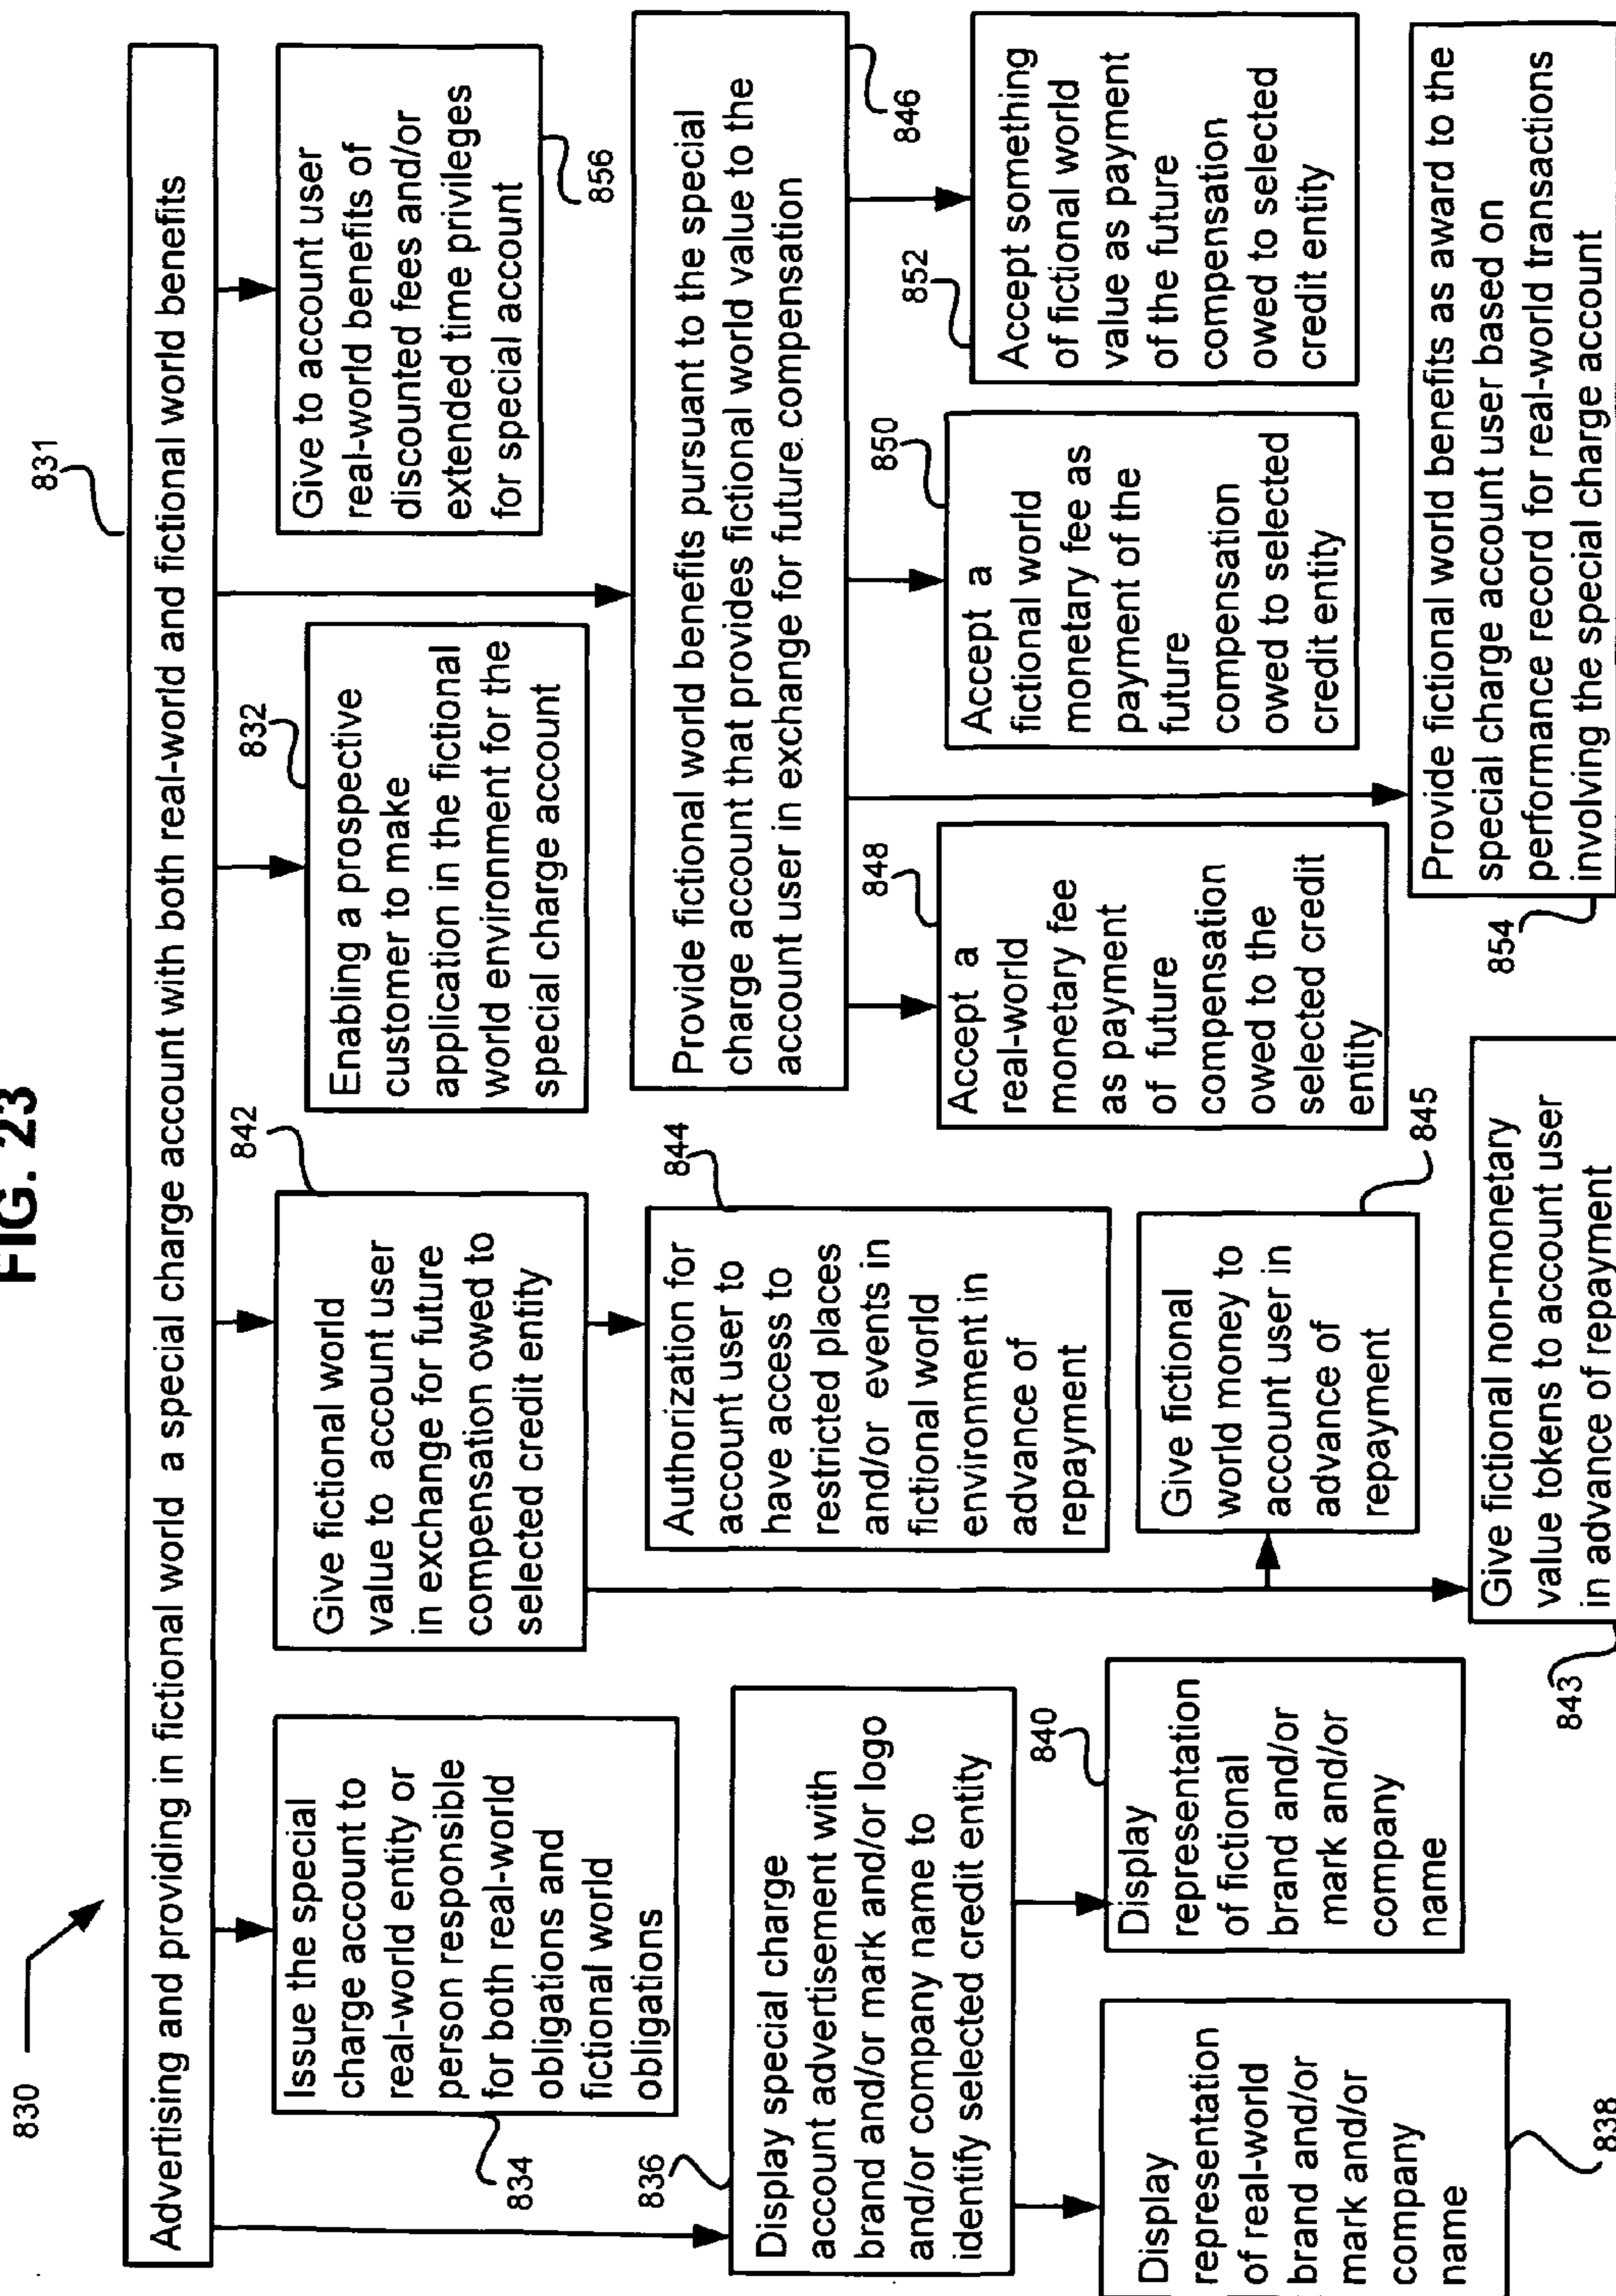 FIG. 23
830
831
Advertising and providing in fictional world a special charge account with both real-world and fictional world benefits
Issue the special
charge account to
real-world entity or
person responsible
for both real-world
obligations and
fictional world
obligations
834
842
Give fictional world
value to account user
in exchange for future
compensation owed to
selected credit entity
832
Enabling a prospective
customer to make
application in the fictional
world environment for the
special charge account
Give to account user
real-world benefits of
discounted fees and/or
extended time privileges
for special account
856
836
Display special charge
account advertisement with
brand and/or mark and/or logo
and/or company name to
identify selected credit entity
844
Authorization for
account user to
have access to
restricted places
and/or events in
fictional world
environment in
advance of
repayment
Provide fictional world benefits pursuant to the special
charge account that provides fictional world value to the
account user in exchange for future compensation
846
Display
representation
of real-world
brand and/or
mark and/or
company
name
838
840
Display
representation
of fictional
brand and/or
mark and/or
company
name
Give fictional
world money to
account user in
advance of
repayment
845
848
Accept a
real-world
monetary fee
as payment
of future
compensation
owed to the
selected credit
entity
850
Accept a
fictional world
monetary fee as
payment of the
future
compensation
owed to selected
credit entity
852
Accept something
of fictional world
value as payment
of the future
compensation
owed to selected
credit entity
Give fictional non-monetary
value tokens to account user
in advance of repayment
843
854
Provide fictional world benefits as award to the
special charge account user based on
performance record for real-world transactions
involving the special charge account